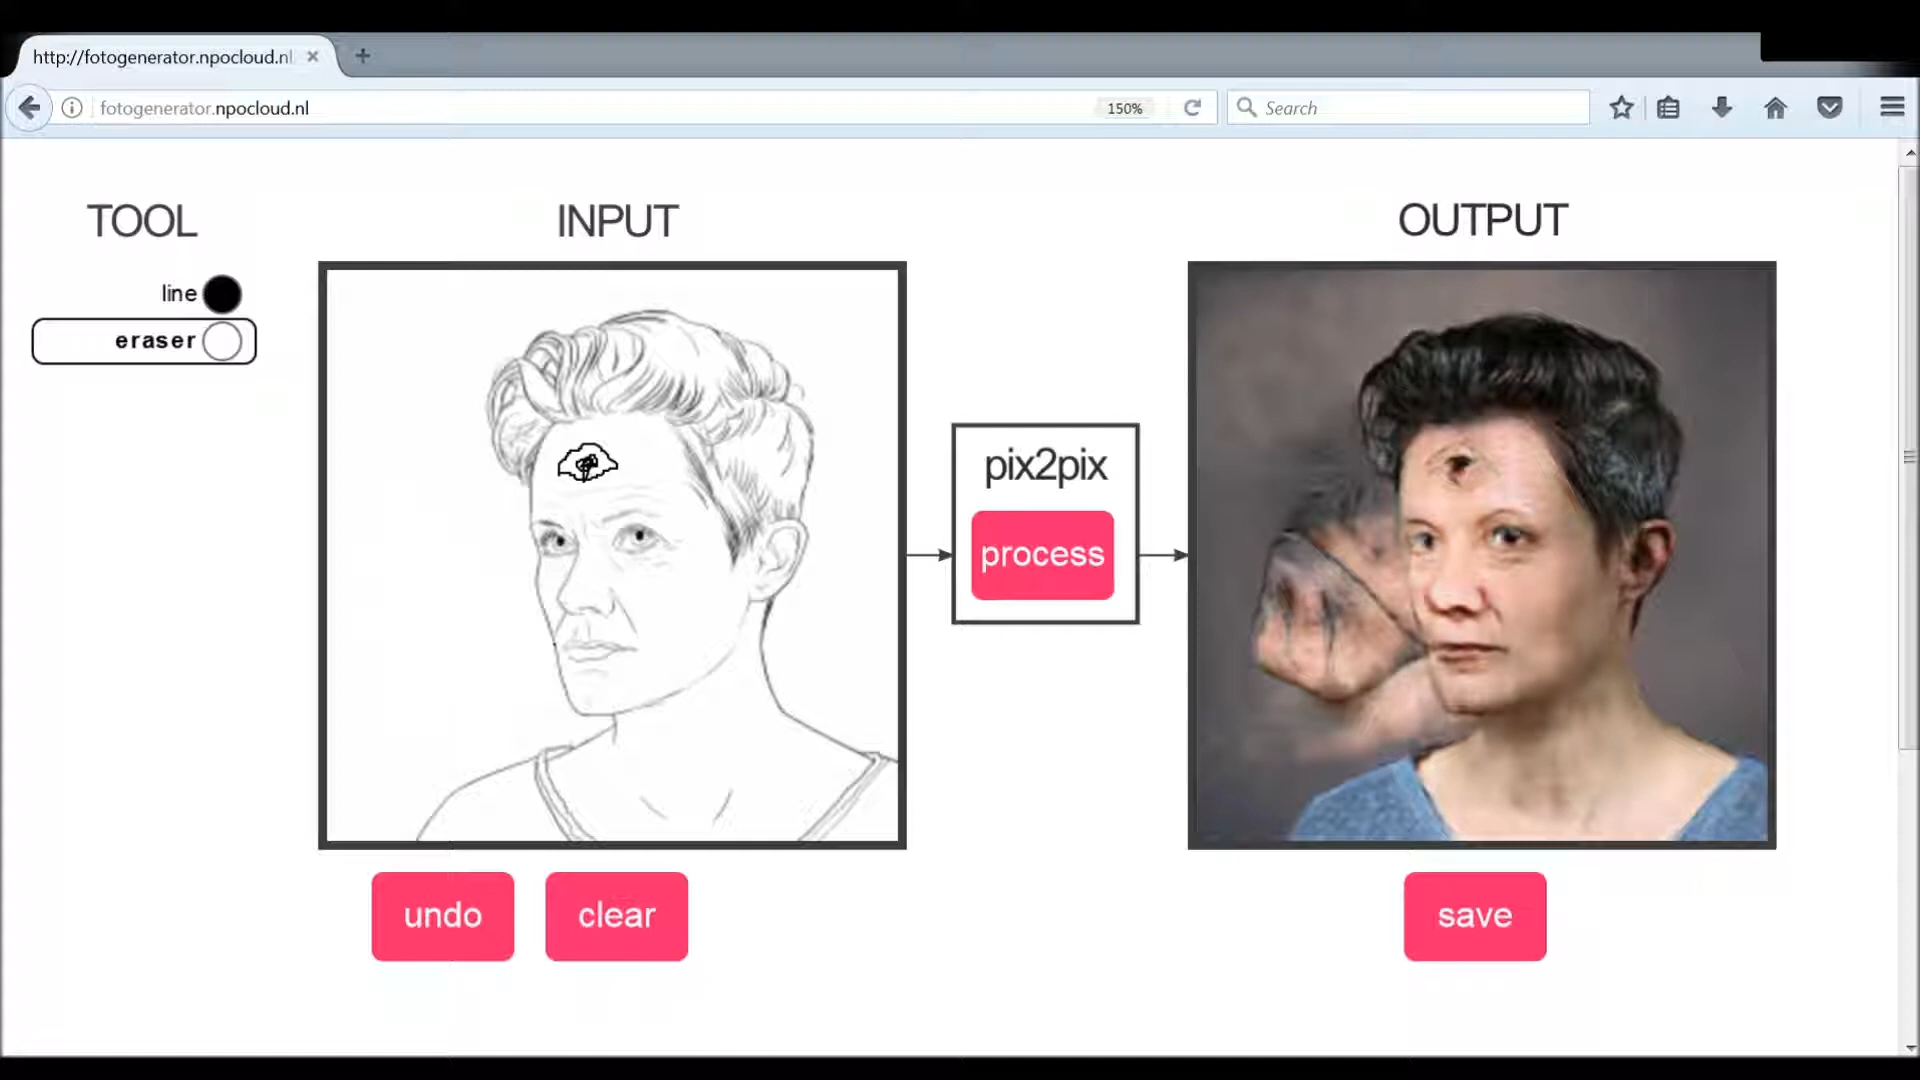 http://fotogenerator.npocloud.nl
fotogenerator.npocloud.nl
150%
Search
TOOL
INPUT
OUTPUT
line
eraser
pix2pix
process
undo
clear
save